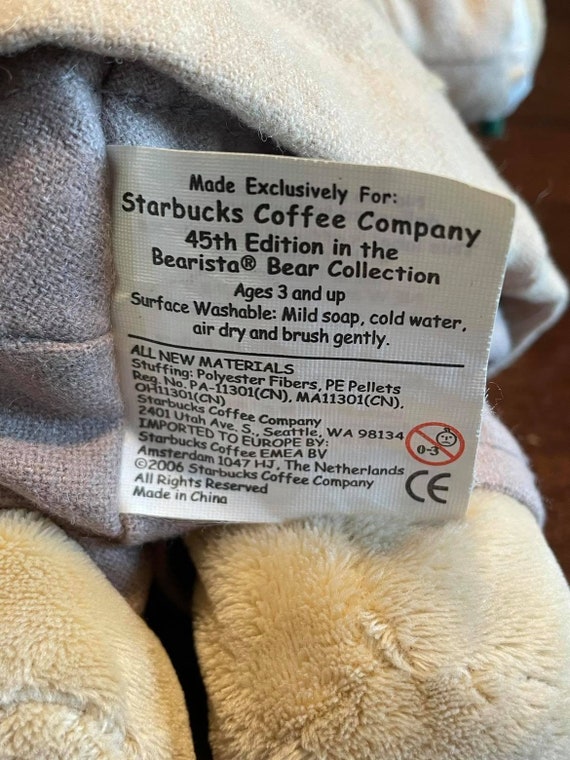 Made Exclusively For:
Starbucks Coffee Company
45th Edition in the
Bearista® Bear Collection
Ages 3 and up
Surface Washable: Mild soap, cold water,
air dry and brush gently.
ALL NEW MATERIALS
Stuffing: Polyester Fibers, PE Pellets
Reg. No. PA-11301(CN), MA11301(CN),
OH11301(CN)
Starbucks Coffee Company
2401 Utah Ave. S., Seattle, WA 98134
IMPORTED TO EUROPE BY:
Starbucks Coffee EMEA BV
Amsterdam 1047 HJ, The Netherlands
©2006 Starbucks Coffee Company
All Rights Reserved
Made in China
0-3
CE